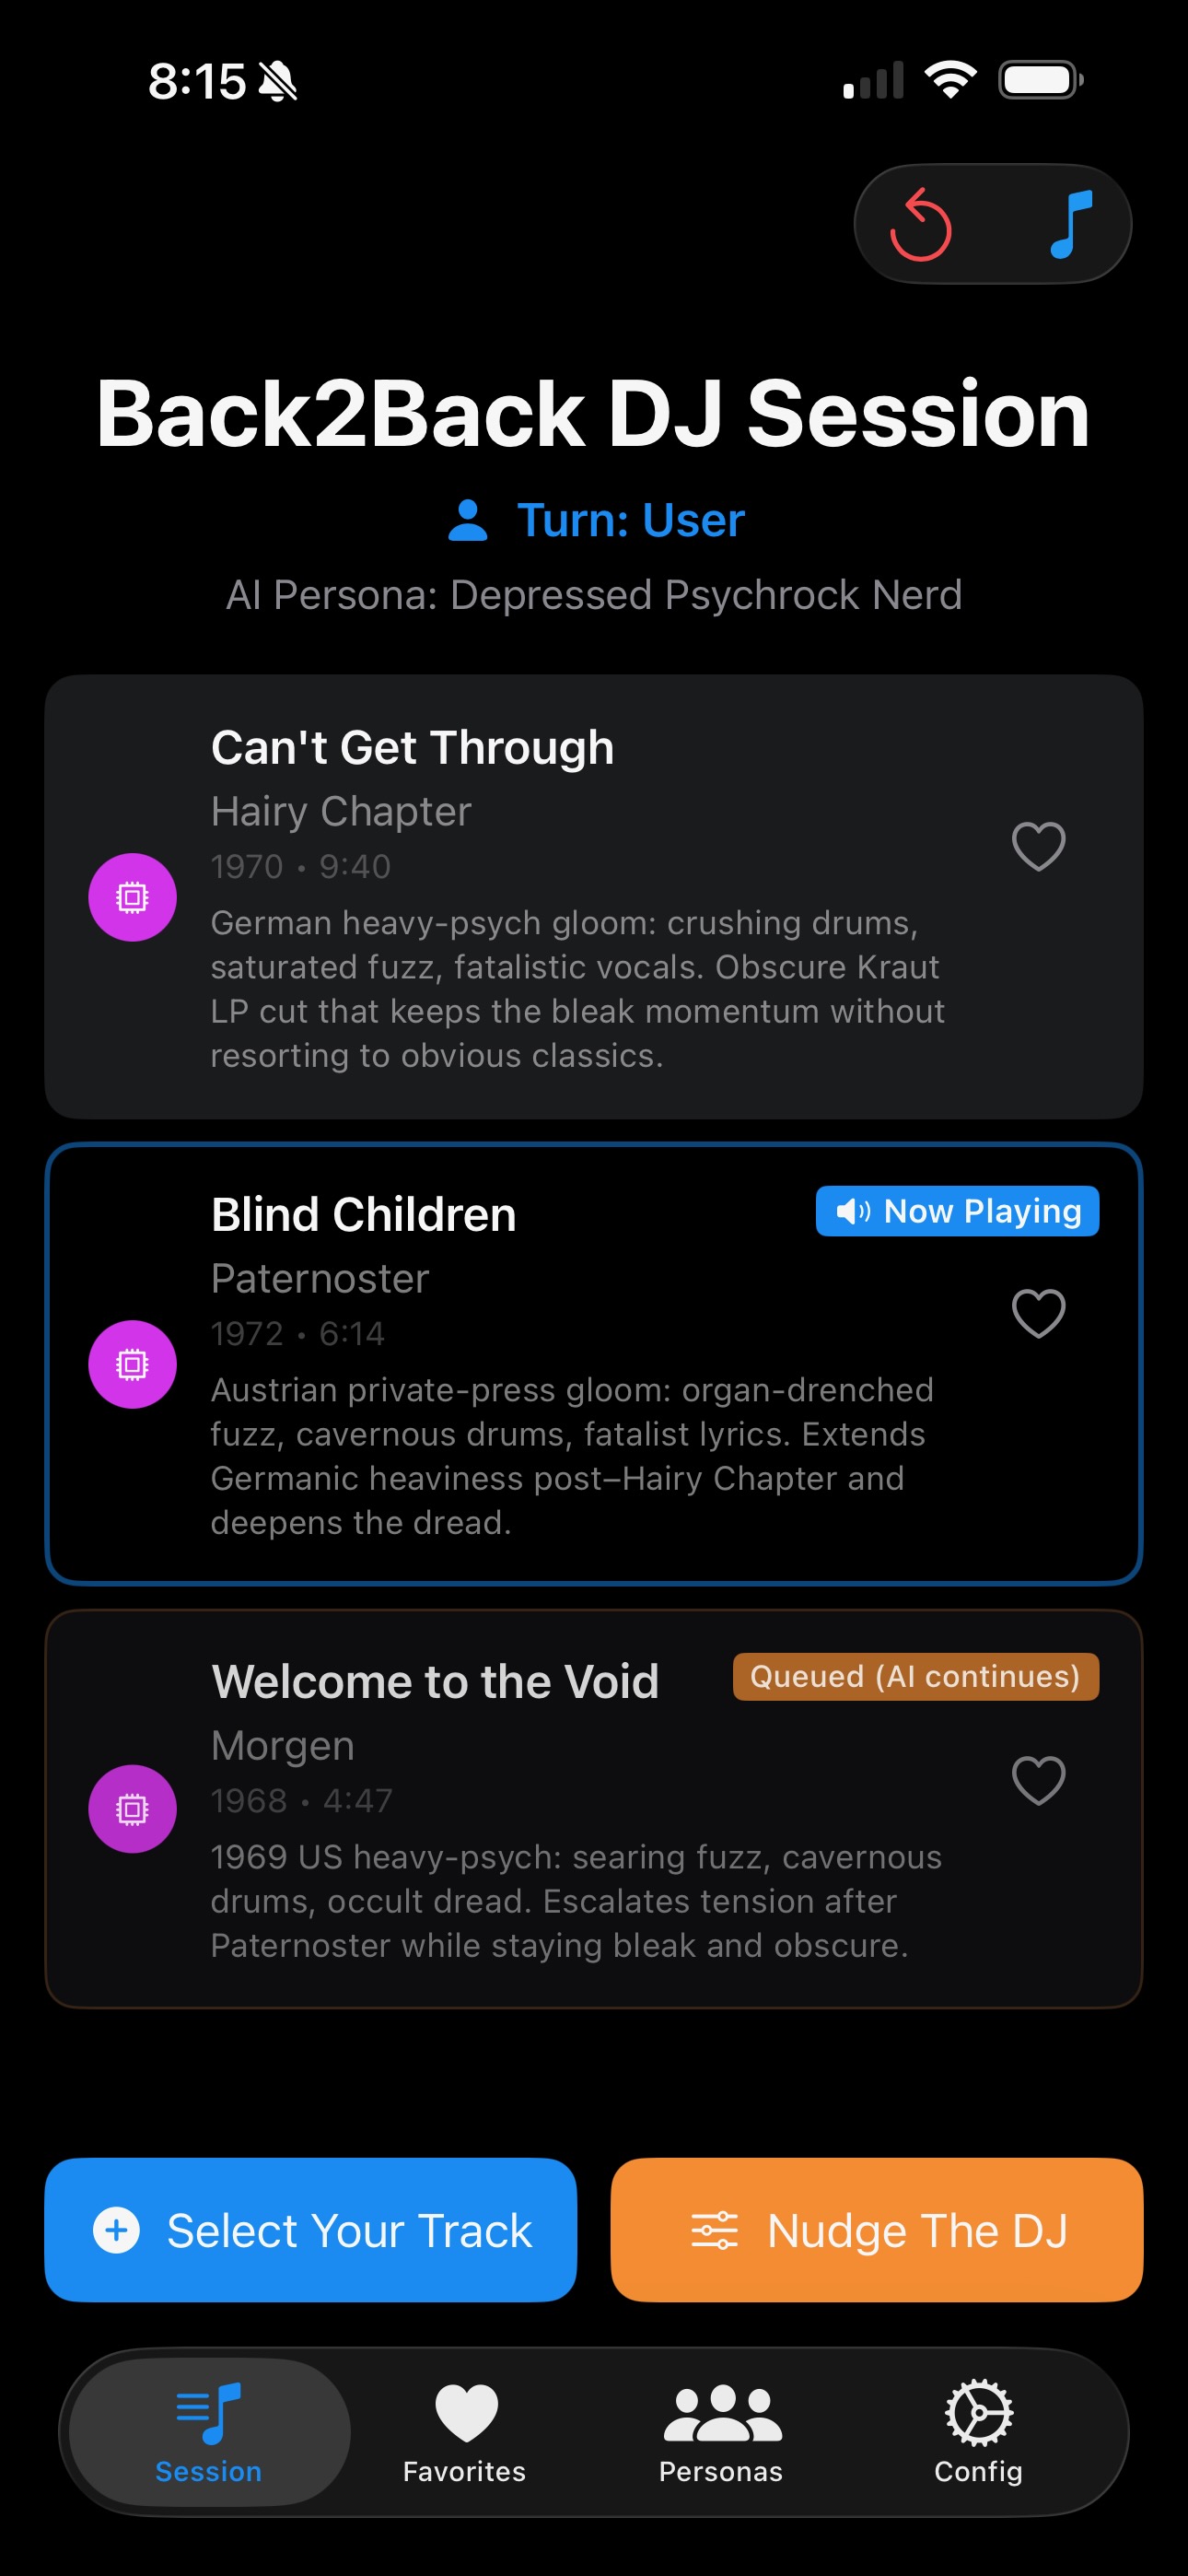 8:15
Back2Back DJ Session
Turn: User
AI Persona: Depressed Psychrock Nerd
Can't Get Through
Hairy Chapter
1970 • 9:40
German heavy-psych gloom: crushing drums,
saturated fuzz, fatalistic vocals. Obscure Kraut
LP cut that keeps the bleak momentum without
resorting to obvious classics.
Blind Children
Now Playing
Paternoster
1972 • 6:14
Austrian private-press gloom: organ-drenched
fuzz, cavernous drums, fatalist lyrics. Extends
Germanic heaviness post–Hairy Chapter and
deepens the dread.
Welcome to the Void
Queued (AI continues)
Morgen
1968 • 4:47
1969 US heavy-psych: searing fuzz, cavernous
drums, occult dread. Escalates tension after
Paternoster while staying bleak and obscure.
Select Your Track
Nudge The DJ
Session
Favorites
Personas
Config